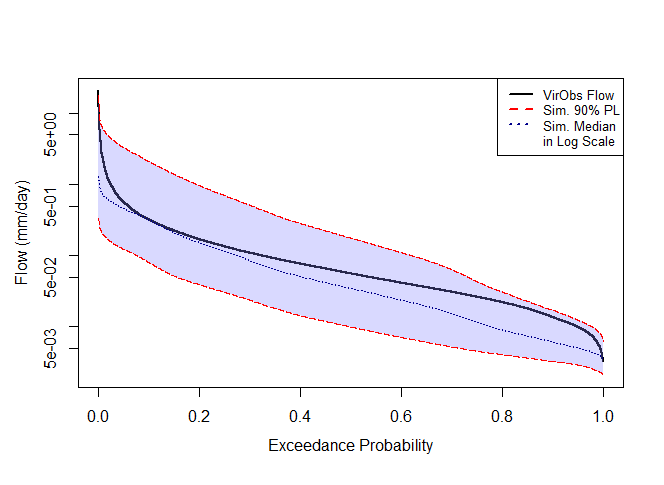 VirObs Flow
Sim. 90% PL
Sim. Median
in Log Scale
Flow (mm/day)
5e+00
5e-01
5e-02
5e-03
0.0 0.2 0.4 0.6 0.8 1.0
Exceedance Probability